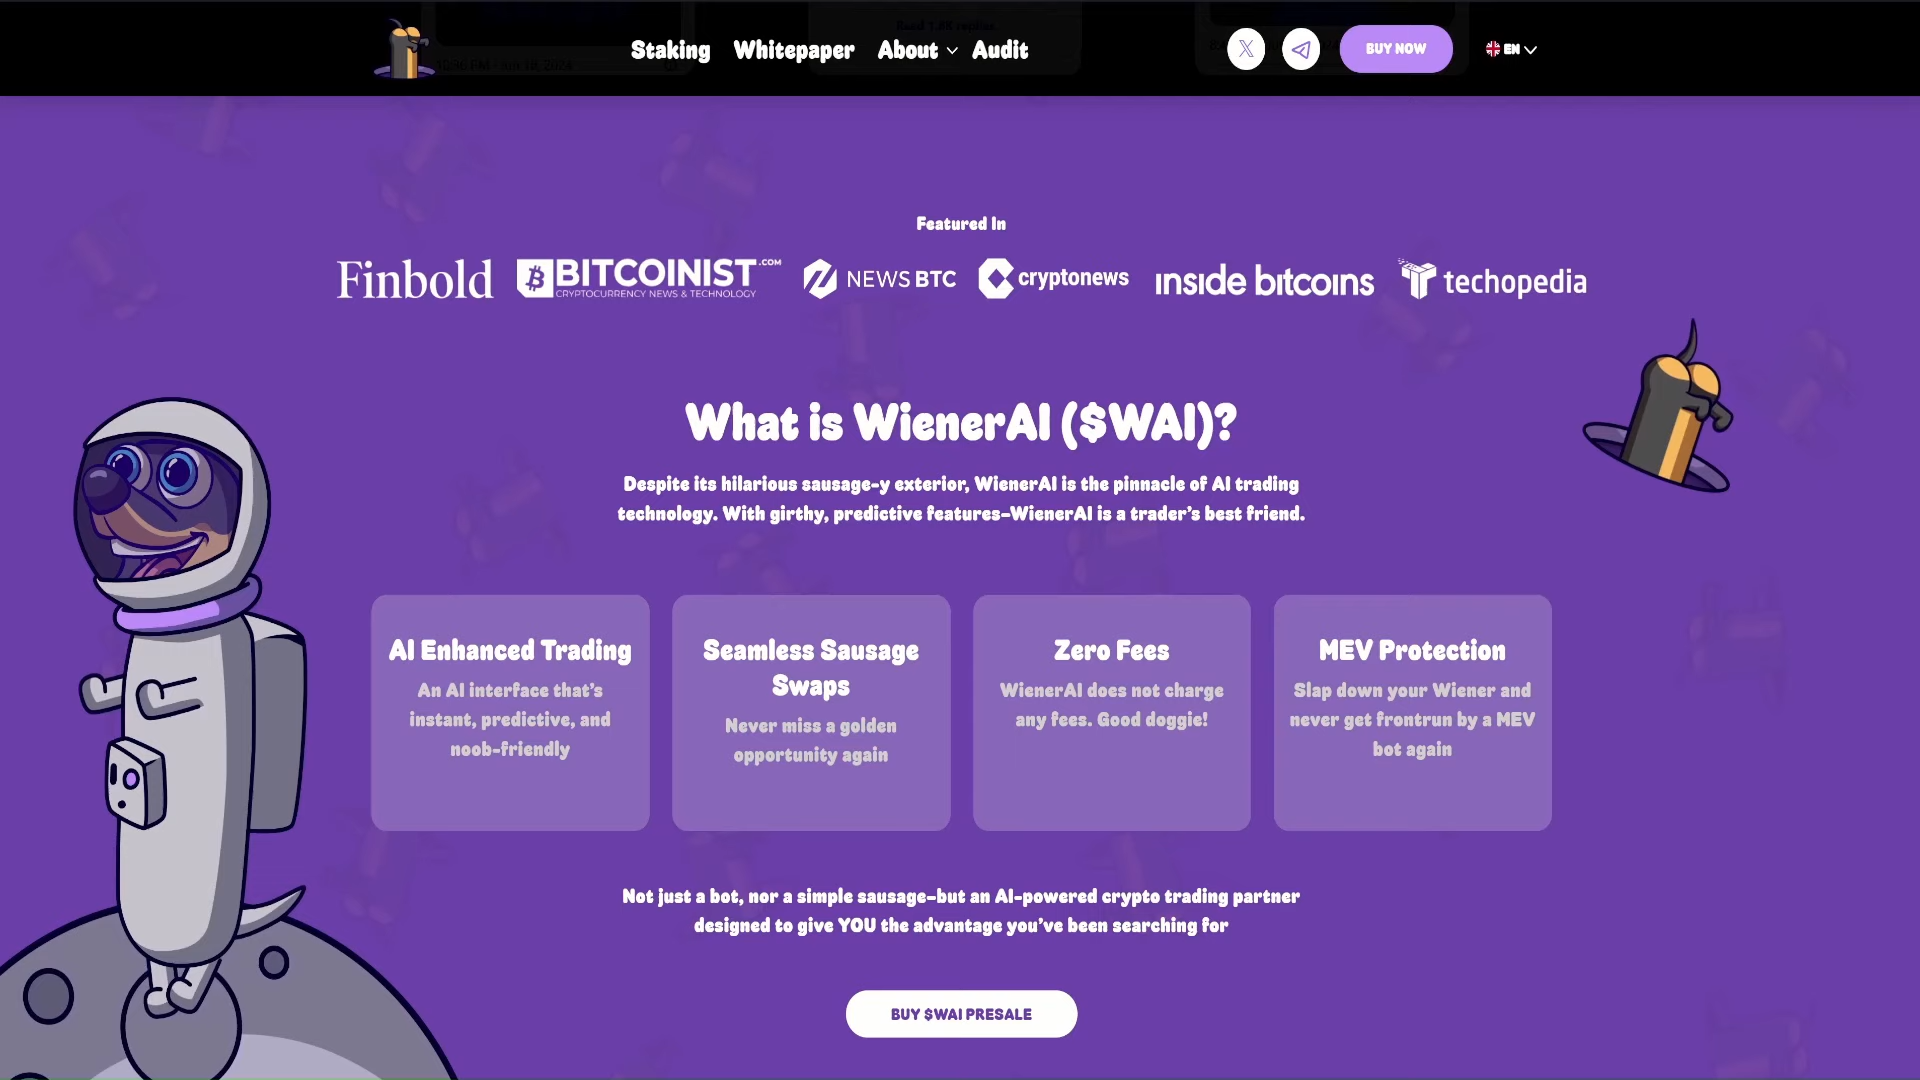 Staking Whitepaper About Audit
BUY NOW
EN
Featured In
Finbold
BITCOINIST.COM
CRYPTOCURRENCY NEWS & TECHNOLOGY
NEWS BTC
cryptonews
inside bitcoins
techopedia
What is WienerAI ($WAI)?
Despite its hilarious sausage-y exterior, WienerAI is the pinnacle of AI trading
technology. With girthy, predictive features–WienerAI is a trader’s best friend.
AI Enhanced Trading
An AI interface that’s
instant, predictive, and
noob-friendly
Seamless Sausage
Swaps
Never miss a golden
opportunity again
Zero Fees
WienerAI does not charge
any fees. Good doggie!
MEV Protection
Slap down your Wiener and
never get frontrun by a MEV
bot again
Not just a bot, nor a simple sausage–but an AI-powered crypto trading partner
designed to give YOU the advantage you’ve been searching for
BUY $WAI PRESALE